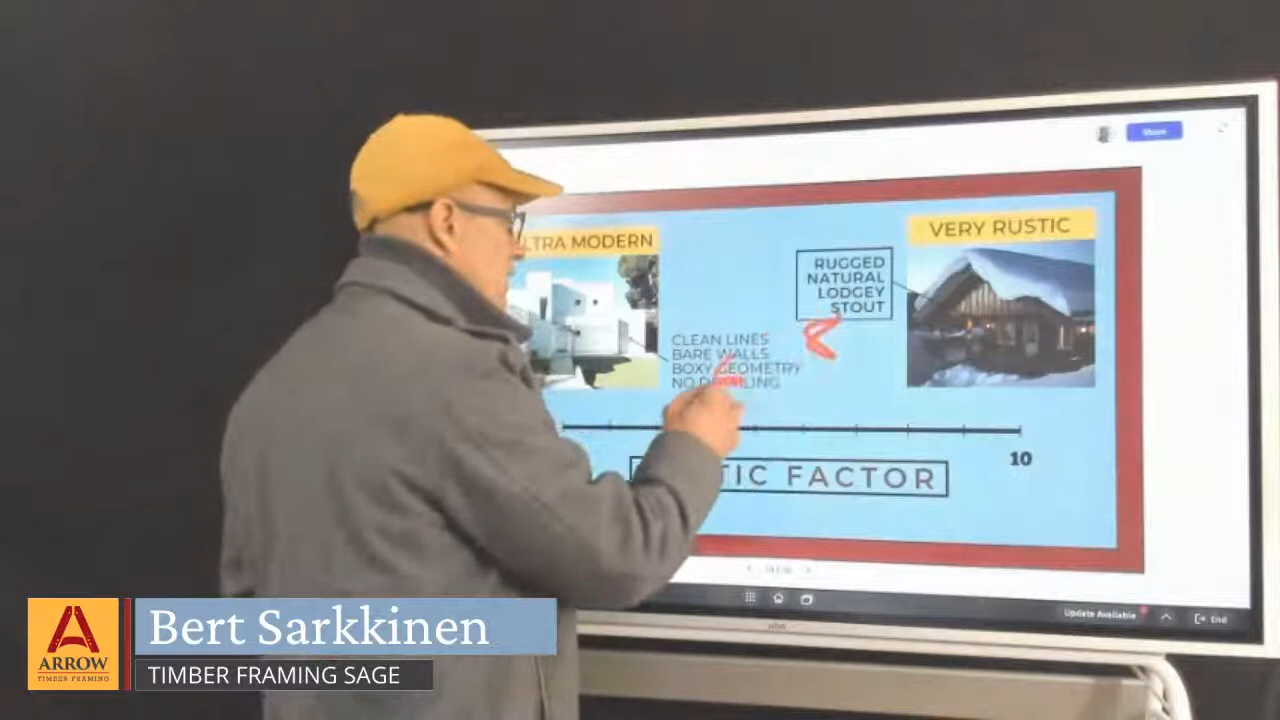 Share
LTRA MODERN
VERY RUSTIC
RUGGED
NATURAL
LODGEY
STOUT
CLEAN LINES
BARE WALLS
BOXY GEOMETRY
NO DETAILING
10
TIC FACTOR
Update Available
End
Bert Sarkkinen
TIMBER FRAMING SAGE
A
ARROW
TIMBER FRAMING